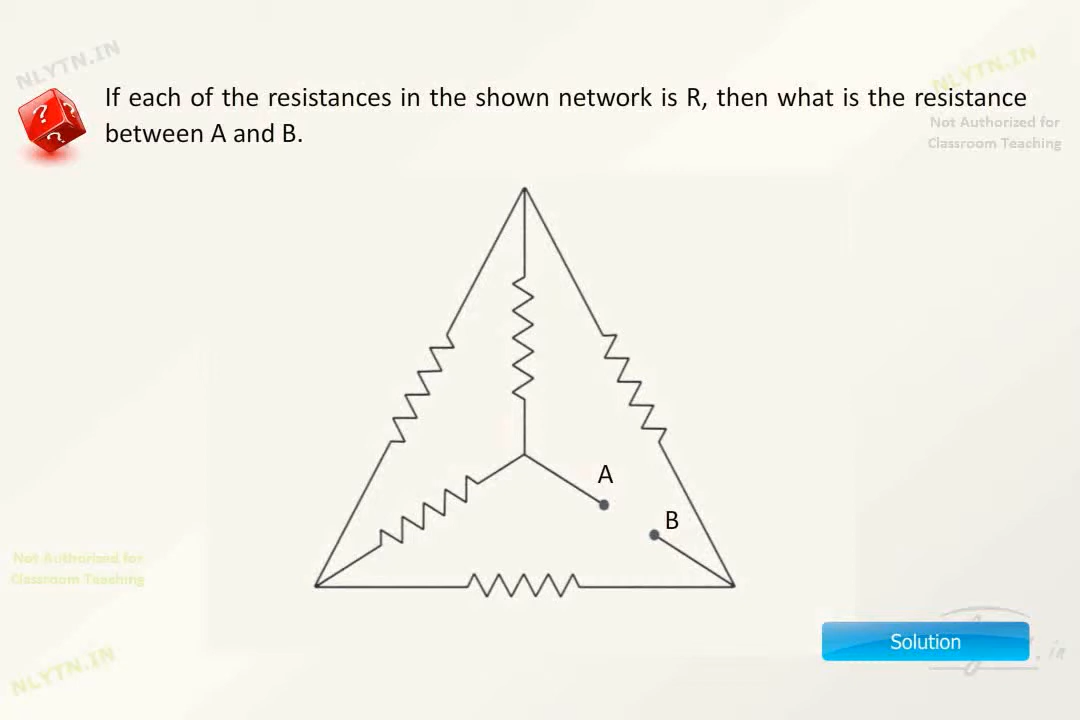 NLYTN.IN
NLYTN.IN
If each of the resistances in the shown network is R, then what is the resistance
between A and B.
Not Authorized for
Classroom Teaching
A
B
Not Authorized for
Classroom Teaching
Solution
NLYTN.IN